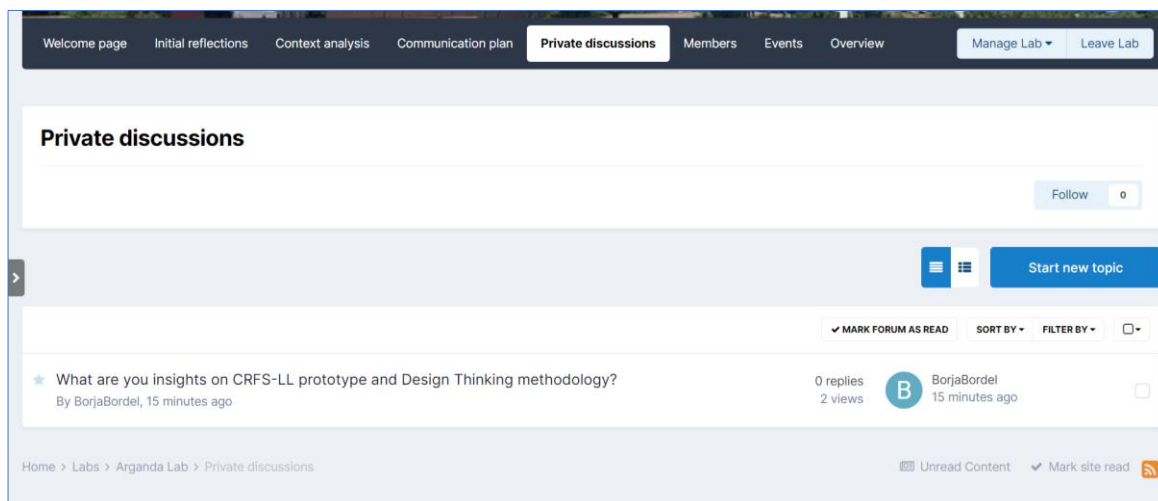 Welcome page Initial reflections Context analysis Communication plan Private discussions Members Events Overview Manage Lab Leave Lab
Private discussions
Follow 0
Start new topic
MARK FORUM AS READ SORT BY FILTER BY
What are you insights on CRFS-LL prototype and Design Thinking methodology?
By BorjaBordel, 15 minutes ago
0 replies
2 views
B
BorjaBordel
15 minutes ago
Home > Labs > Arganda Lab > Private discussions
Unread Content Mark site read